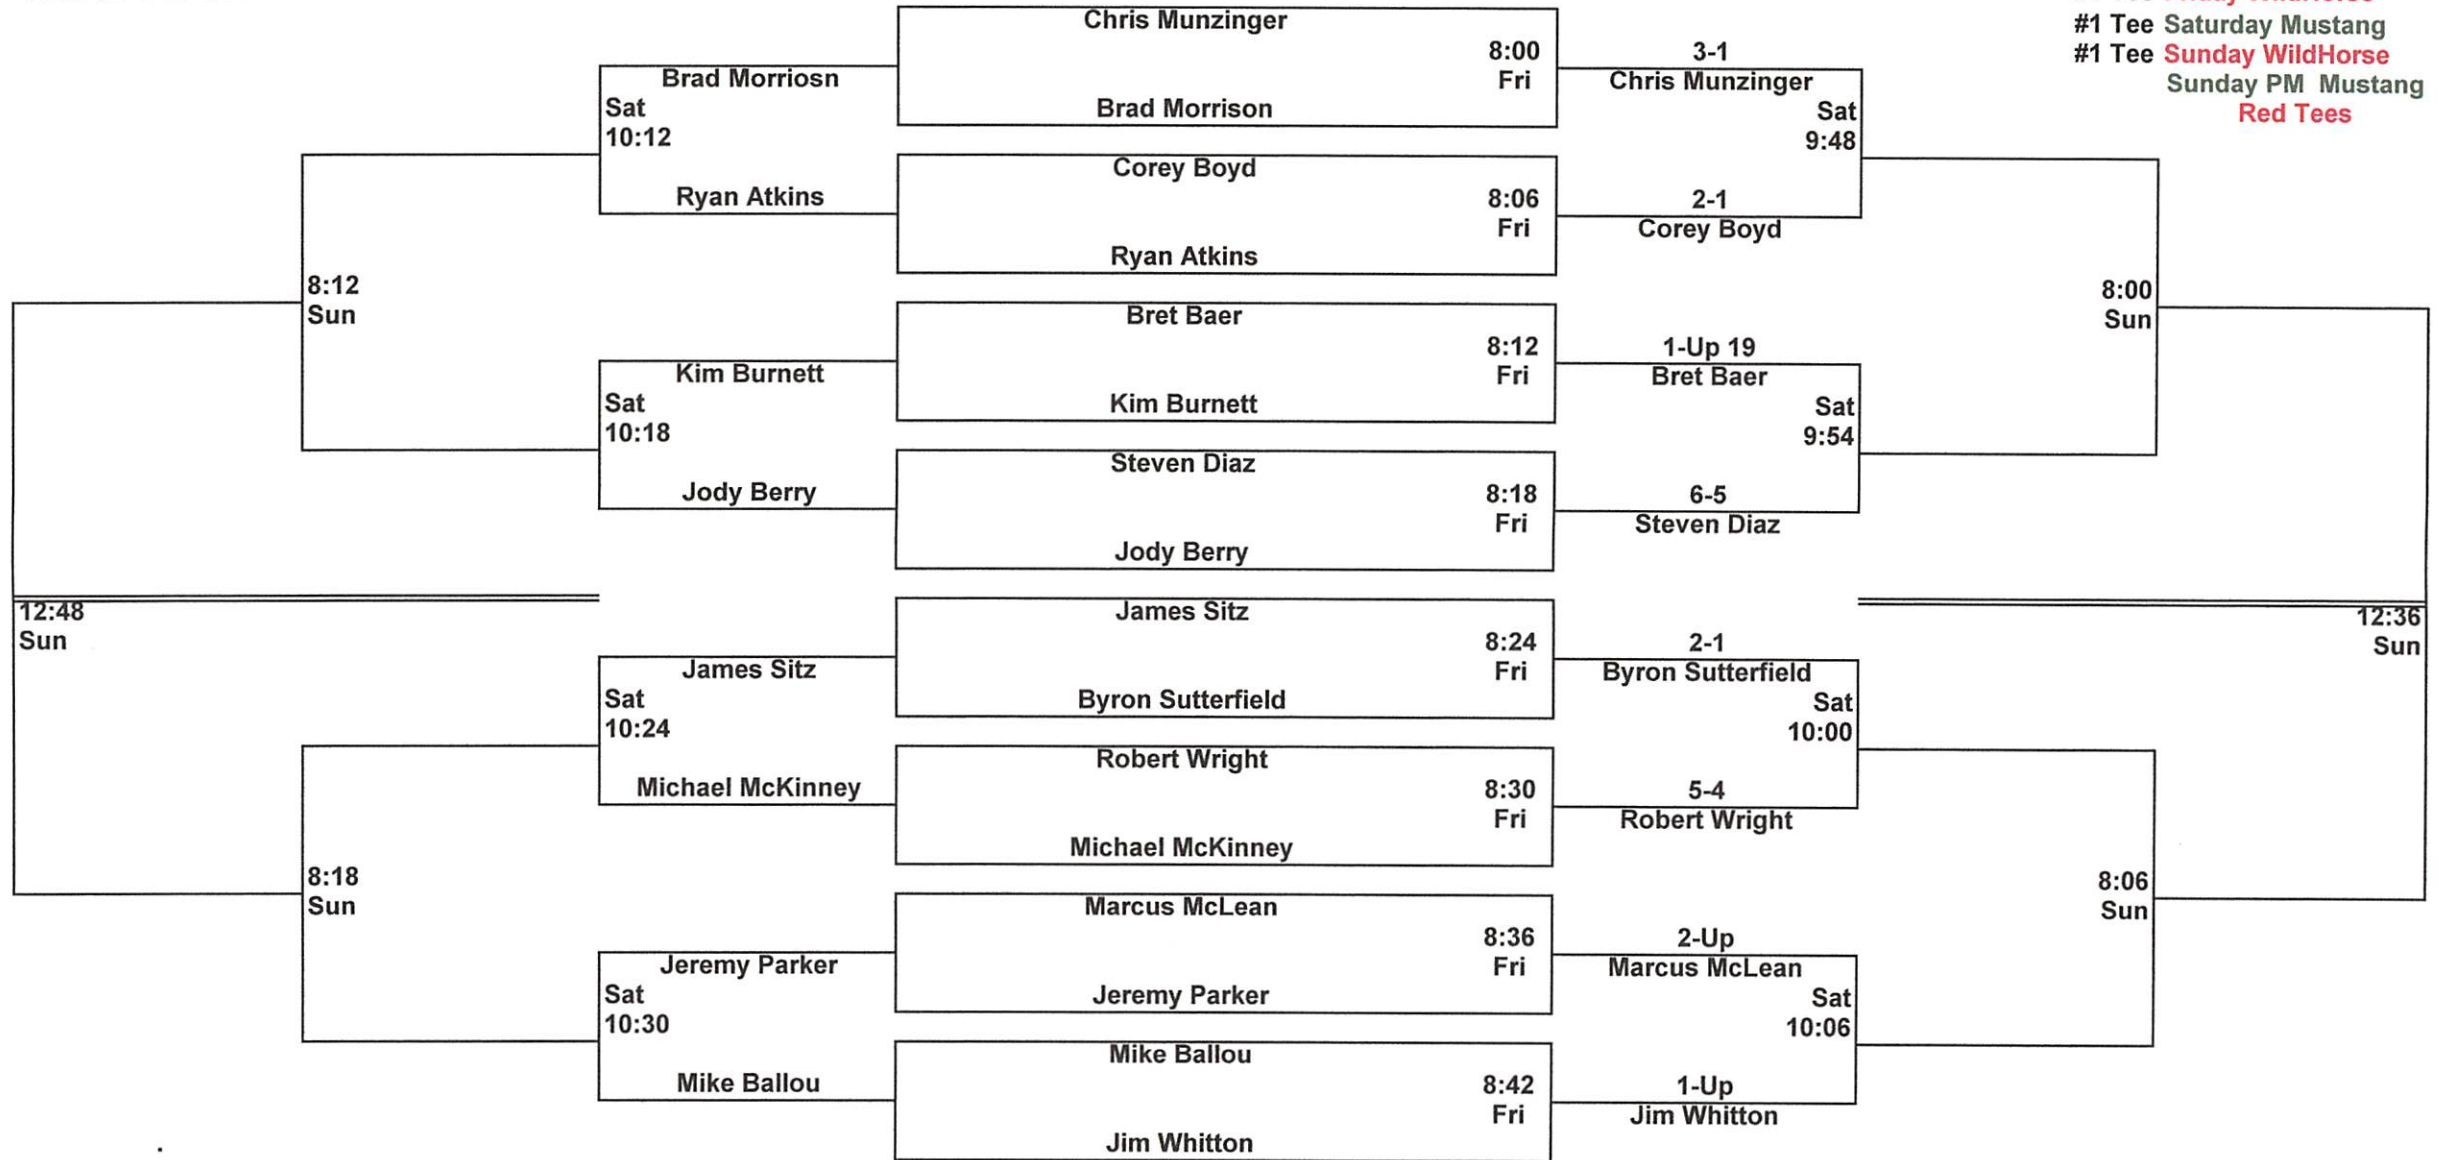 #1 Tee Friday WildHorse
#1 Tee Saturday Mustang
#1 Tee Sunday WildHorse
Sunday PM Mustang
Red Tees
Chris Munzinger
8:00
Fri
Brad Morrison
Corey Boyd
8:06
Fri
Ryan Atkins
Bret Baer
8:12
Fri
Kim Burnett
Steven Diaz
8:18
Fri
Jody Berry
James Sitz
8:24
Fri
Byron Sutterfield
Robert Wright
8:30
Fri
Michael McKinney
Marcus McLean
8:36
Fri
Jeremy Parker
Mike Ballou
8:42
Fri
Jim Whitton
Brad Morriosn
Sat
10:12
Ryan Atkins
Kim Burnett
Sat
10:18
Jody Berry
James Sitz
Sat
10:24
Michael McKinney
Jeremy Parker
Sat
10:30
Mike Ballou
8:12
Sun
8:18
Sun
12:48
Sun
3-1
Chris Munzinger
Sat
9:48
2-1
Corey Boyd
1-Up 19
Bret Baer
Sat
9:54
6-5
Steven Diaz
2-1
Byron Sutterfield
Sat
10:00
5-4
Robert Wright
2-Up
Marcus McLean
Sat
10:06
1-Up
Jim Whitton
8:00
Sun
8:06
Sun
12:36
Sun